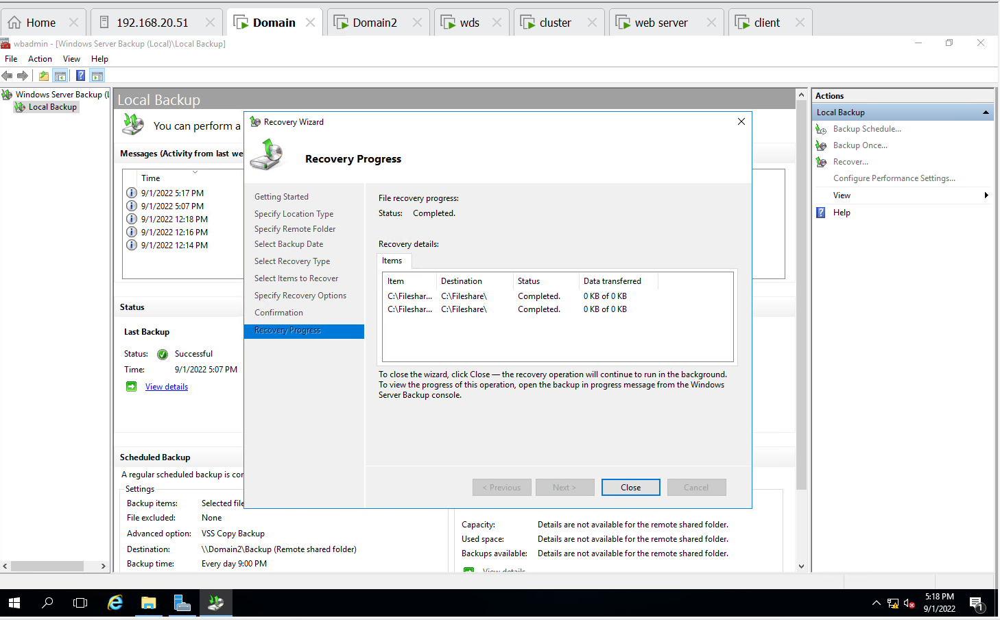 Home
192.168.20.51
Domain
Domain2
wds
cluster
web server
client
wbadmin - [Windows Server Backup (Local)\Local Backup]
File Action View Help
Windows Server Backup (L
Local Backup
Local Backup
You can perform a
Messages (Activity from last we
Time
9/1/2022 5:17 PM
9/1/2022 5:07 PM
9/1/2022 12:18 PM
9/1/2022 12:16 PM
9/1/2022 12:14 PM
Status
Last Backup
Status: Successful
Time: 9/1/2022 5:07 PM
View details
Scheduled Backup
A regular scheduled backup is cor
Settings
Backup items: Selected file
File excluded: None
Advanced option: VSS Copy Backup
Destination: \\Domain2\Backup (Remote shared folder)
Backup time: Every day 9:00 PM
Capacity: Details are not available for the remote shared folder.
Used space: Details are not available for the remote shared folder.
Backups available: Details are not available for the remote shared folder.
View details
Recovery Wizard
Recovery Progress
Getting Started
Specify Location Type
Specify Remote Folder
Select Backup Date
Select Recovery Type
Select Items to Recover
Specify Recovery Options
Confirmation
Recovery Progress
File recovery progress:
Status: Completed.
Recovery details:
Items
Item Destination Status Data transferred
C:\Fileshar... C:\Fileshare\ Completed. 0 KB of 0 KB
C:\Fileshar... C:\Fileshare\ Completed. 0 KB of 0 KB
To close the wizard, click Close — the recovery operation will continue to run in the background.
To view the progress of this operation, open the backup in progress message from the Windows
Server Backup console.
< Previous
Next >
Close
Cancel
Actions
Local Backup
Backup Schedule...
Backup Once...
Recover...
Configure Performance Settings...
View
Help
5:18 PM
9/1/2022
1